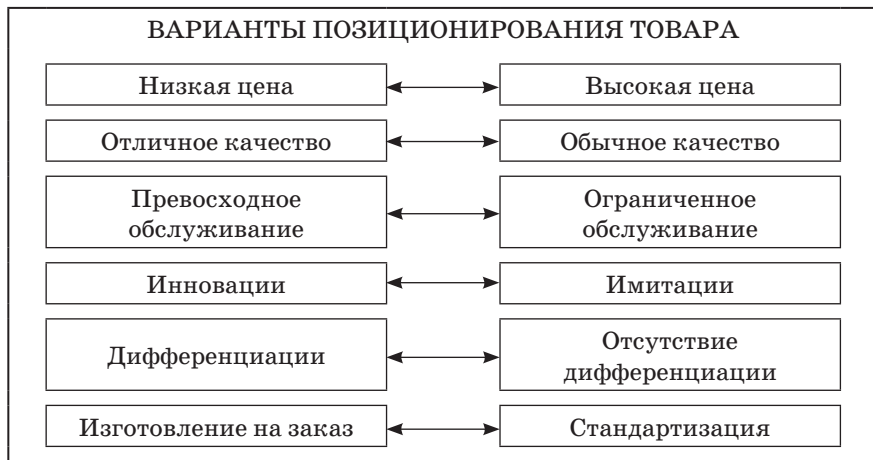 ВАРИАНТЫ ПОЗИЦИОНИРОВАНИЯ ТОВАРА
Низкая цена
Высокая цена
Отличное качество
Обычное качество
Превосходное
обслуживание
Ограниченное
обслуживание
Инновации
Имитации
Дифференциации
Отсутствие
дифференциации
Изготовление на заказ
Стандартизация